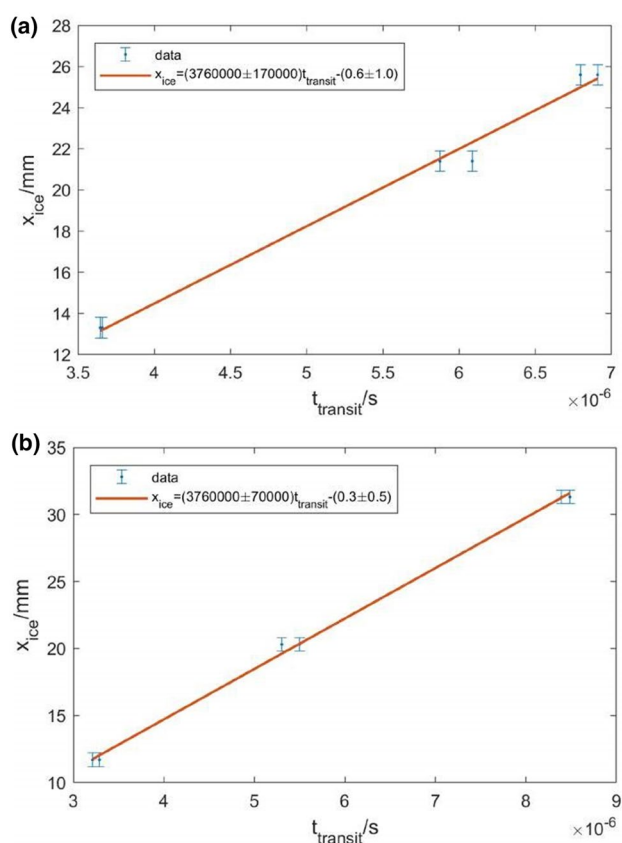 (a)
28
26
24
22
20
18
16
14
12
data
x_ice=(3760000±170000)t_transit-(0.6±1.0)
x_ice/mm
3.5 4 4.5 5 5.5 6 6.5 7
t_transit/s
×10^-6
(b)
35
30
25
20
15
10
data
x_ice=(3760000±70000)t_transit-(0.3±0.5)
x_ice/mm
3 4 5 6 7 8 9
t_transit/s
×10^-6